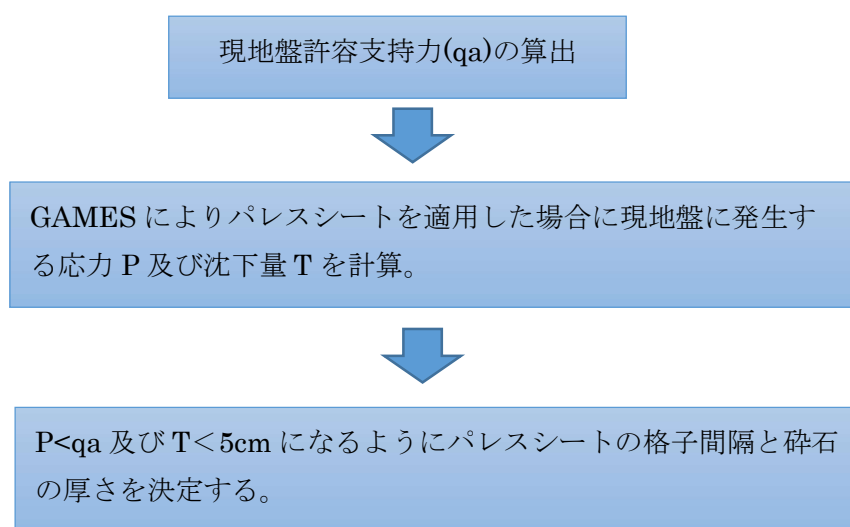 現地盤許容支持力(qa)の算出
GAMES によりパレスシートを適用した場合に現地盤に発生す
る応力 P 及び沈下量 T を計算。
P<qa 及び T＜5cm になるようにパレスシートの格子間隔と砕石
の厚さを決定する。